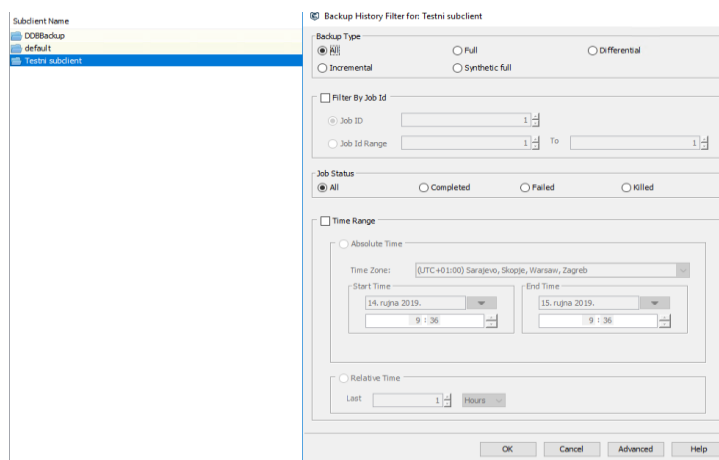 Subclient Name
DDBBackup
default
Testni subclient
Backup History Filter for: Testni subclient
Backup Type
All Full Differential
Incremental Synthetic full
Filter By Job Id
Job ID 1
Job Id Range 1 To 1
Job Status
All Completed Failed Killed
Time Range
Absolute Time
Time Zone: (UTC+01:00) Sarajevo, Skopje, Warsaw, Zagreb
Start Time End Time
14. rujna 2019. 15. rujna 2019.
9 : 36 9 : 36
Relative Time
Last 1 Hours
OK Cancel Advanced Help